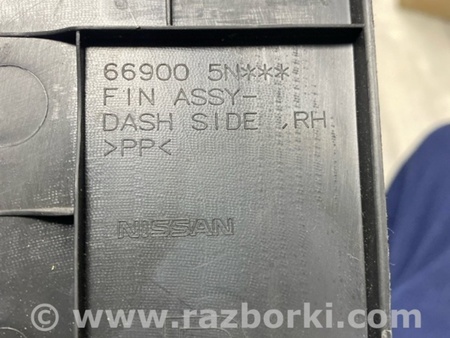 66900 5N***
FIN ASSY-
DASH SIDE ,RH
>PP<
NISSAN
© www.razborki.com